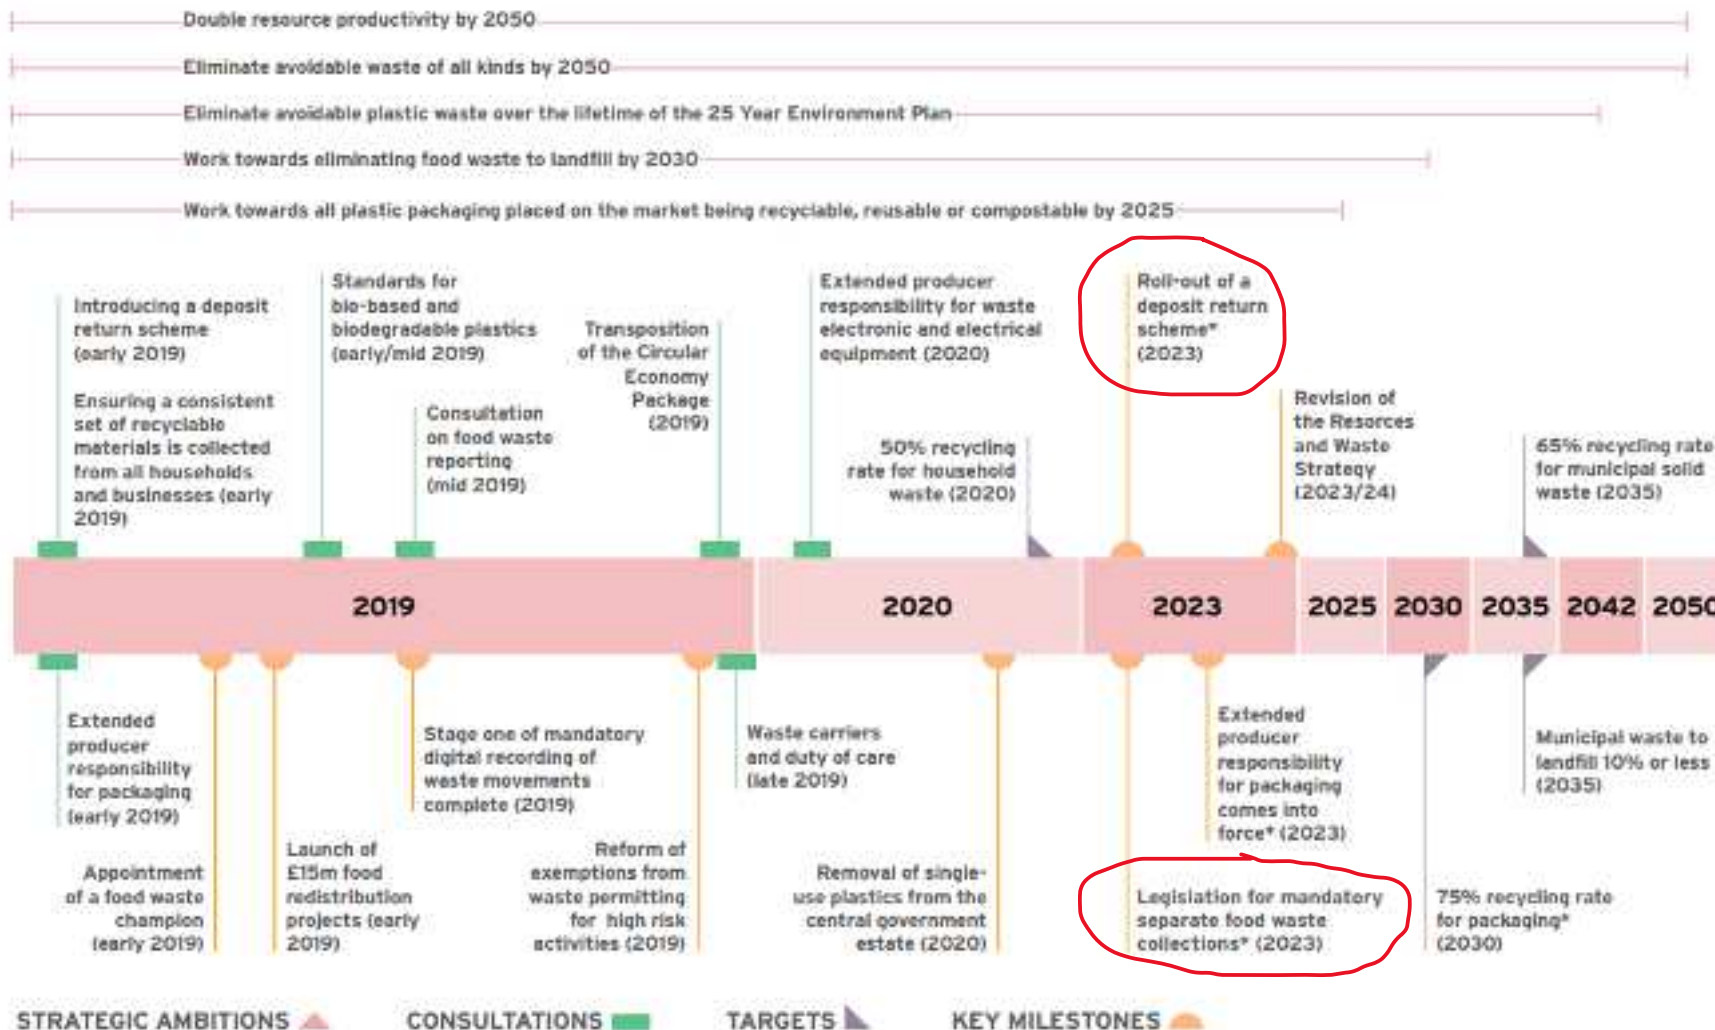 Double resource productivity by 2050
Eliminate avoidable waste of all kinds by 2050
Eliminate avoidable plastic waste over the lifetime of the 25 Year Environment Plan
Work towards eliminating food waste to landfill by 2030
Work towards all plastic packaging placed on the market being recyclable, reusable or compostable by 2025
Introducing a deposit
return scheme
(early 2019)
Ensuring a consistent
set of recyclable
materials is collected
from all households
and businesses (early
2019)
Standards for
bio-based and
biodegradable plastics
(early/mid 2019)
Consultation
on food waste
reporting
(mid 2019)
Transposition
of the Circular
Economy
Package
(2019)
Extended producer
responsibility for waste
electronic and electrical
equipment (2020)
50% recycling
rate for household
waste (2020)
Roll-out of a
deposit return
scheme*
(2023)
Revision of
the Resorces
and Waste
Strategy
(2023/24)
65% recycling rate
for municipal solid
waste (2035)
2019
2020
2023
2025
2030
2035
2042
2050
Extended
producer
responsibility
for packaging
(early 2019)
Appointment
of a food waste
champion
(early 2019)
Launch of
£15m food
redistribution
projects (early
2019)
Stage one of mandatory
digital recording of
waste movements
complete (2019)
Reform of
exemptions from
waste permitting
for high risk
activities (2019)
Waste carriers
and duty of care
(late 2019)
Removal of single-
use plastics from the
central government
estate (2020)
Extended
producer
responsibility
for packaging
comes into
force* (2023)
Legislation for mandatory
separate food waste
collections* (2023)
75% recycling rate
for packaging*
(2030)
Municipal waste to
landfill 10% or less
(2035)
STRATEGIC AMBITIONS
CONSULTATIONS
TARGETS
KEY MILESTONES